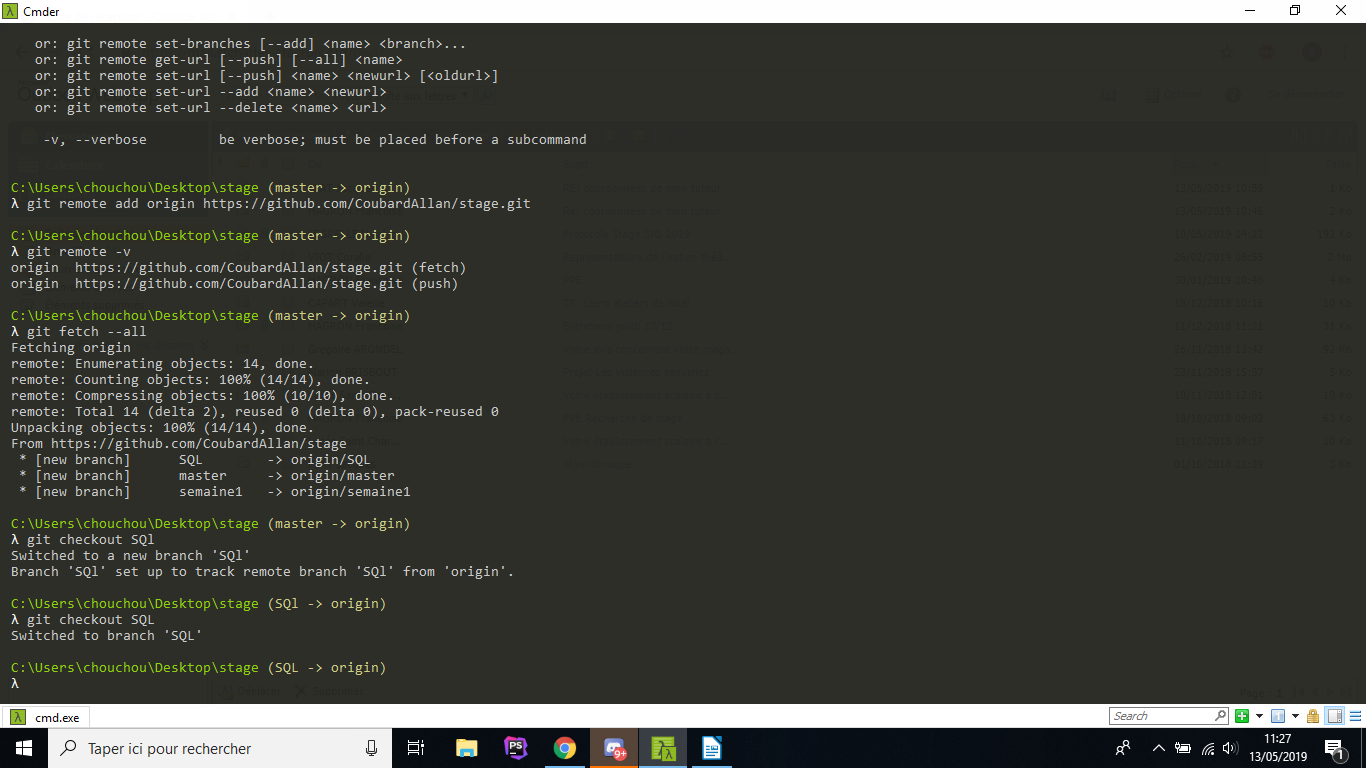 Cmder
or: git remote set-branches [--add] <name> <branch>...
or: git remote get-url [--push] [--all] <name>
or: git remote set-url [--push] <name> <newurl> [<oldurl>]
or: git remote set-url --add <name> <newurl>
or: git remote set-url --delete <name> <url>
-v, --verbose be verbose; must be placed before a subcommand
C:\Users\chouchou\Desktop\stage (master -> origin)
λ git remote add origin https://github.com/CoubardAllan/stage.git
C:\Users\chouchou\Desktop\stage (master -> origin)
λ git remote -v
origin https://github.com/CoubardAllan/stage.git (fetch)
origin https://github.com/CoubardAllan/stage.git (push)
C:\Users\chouchou\Desktop\stage (master -> origin)
λ git fetch --all
Fetching origin
remote: Enumerating objects: 14, done.
remote: Counting objects: 100% (14/14), done.
remote: Compressing objects: 100% (10/10), done.
remote: Total 14 (delta 2), reused 0 (delta 0), pack-reused 0
Unpacking objects: 100% (14/14), done.
From https://github.com/CoubardAllan/stage
* [new branch] SQL -> origin/SQL
* [new branch] master -> origin/master
* [new branch] semaine1 -> origin/semaine1
C:\Users\chouchou\Desktop\stage (master -> origin)
λ git checkout SQl
Switched to a new branch 'SQl'
Branch 'SQl' set up to track remote branch 'SQl' from 'origin'.
C:\Users\chouchou\Desktop\stage (SQl -> origin)
λ git checkout SQL
Switched to branch 'SQL'
C:\Users\chouchou\Desktop\stage (SQL -> origin)
λ
cmd.exe
Search
Taper ici pour rechercher
PS
9+
11:27
13/05/2019
1